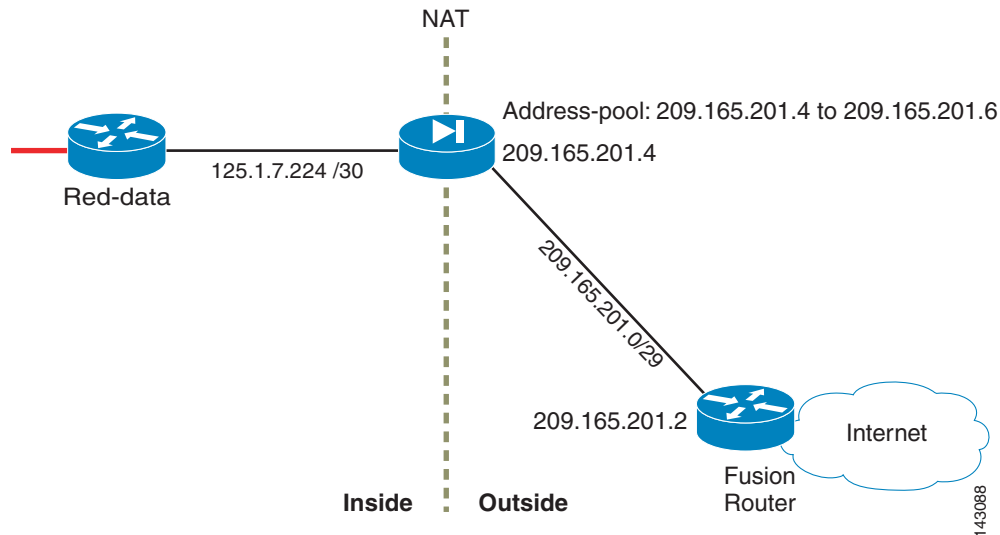 NAT
Address-pool: 209.165.201.4 to 209.165.201.6
209.165.201.4
125.1.7.224 /30
Red-data
209.165.201.0/29
209.165.201.2
Internet
Fusion
Router
Inside
Outside
143088